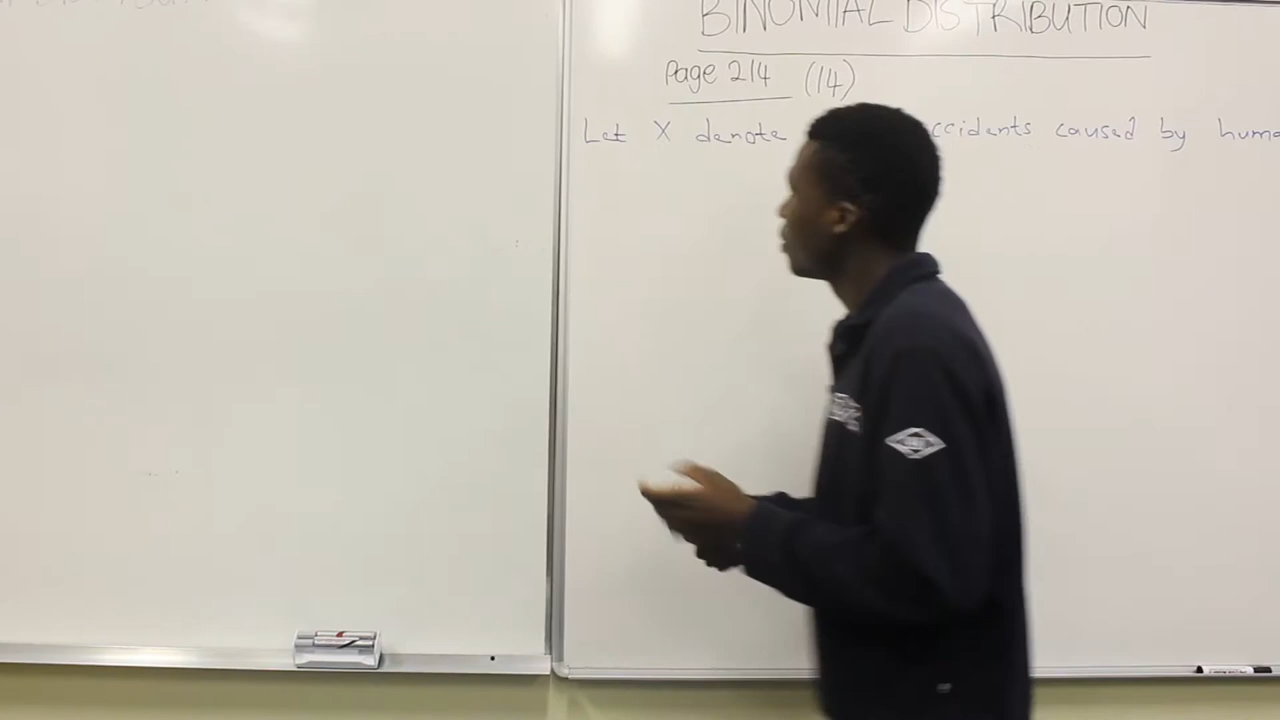 BINOMIAL DISTRIBUTION
Page 214 (14)
Let X denote ccidents caused by huma